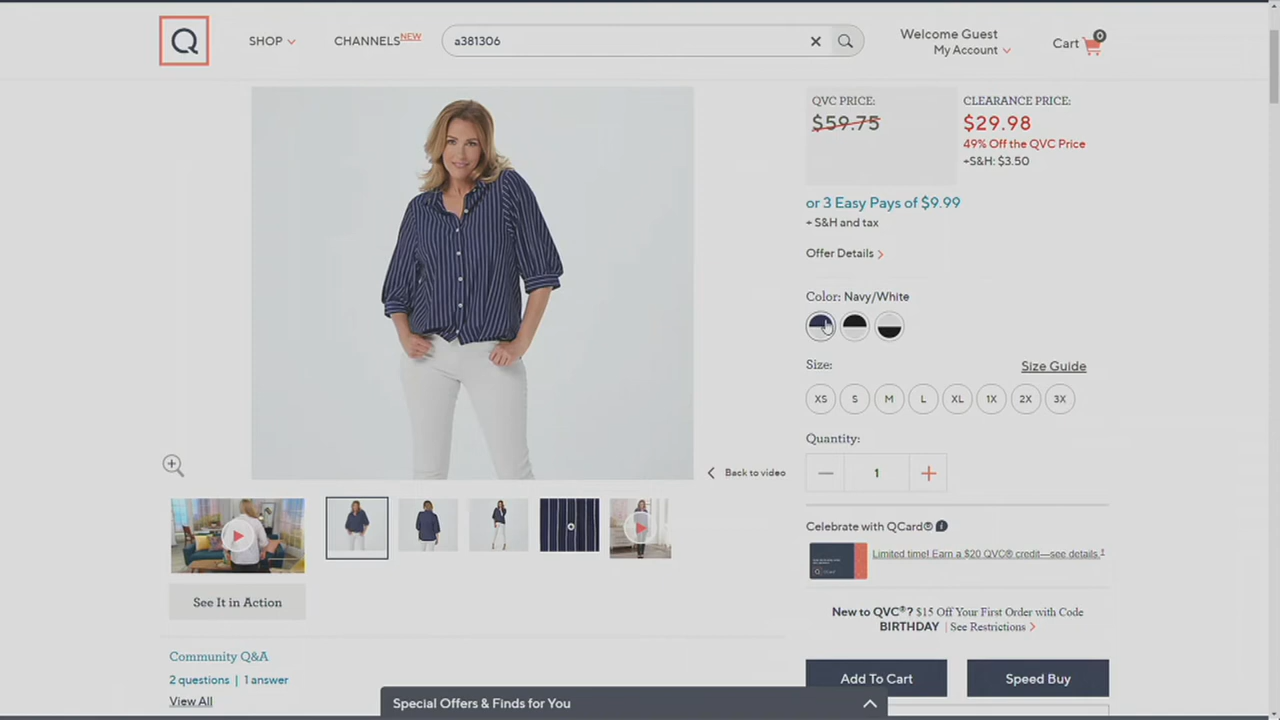 Q
SHOP
CHANNELS NEW
a381306
Welcome Guest
My Account
Cart
0
QVC PRICE:
$59.75
CLEARANCE PRICE:
$29.98
49% Off the QVC Price
+S&H: $3.50
or 3 Easy Pays of $9.99
+ S&H and tax
Offer Details
Color: Navy/White
Size:
Size Guide
XS S M L XL 1X 2X 3X
Quantity:
1
Back to video
See It in Action
Celebrate with QCard®
Limited time! Earn a $20 QVC® credit—see details.‡
New to QVC®? $15 Off Your First Order with Code
BIRTHDAY | See Restrictions
Community Q&A
2 questions | 1 answer
View All
Add To Cart
Speed Buy
Special Offers & Finds for You